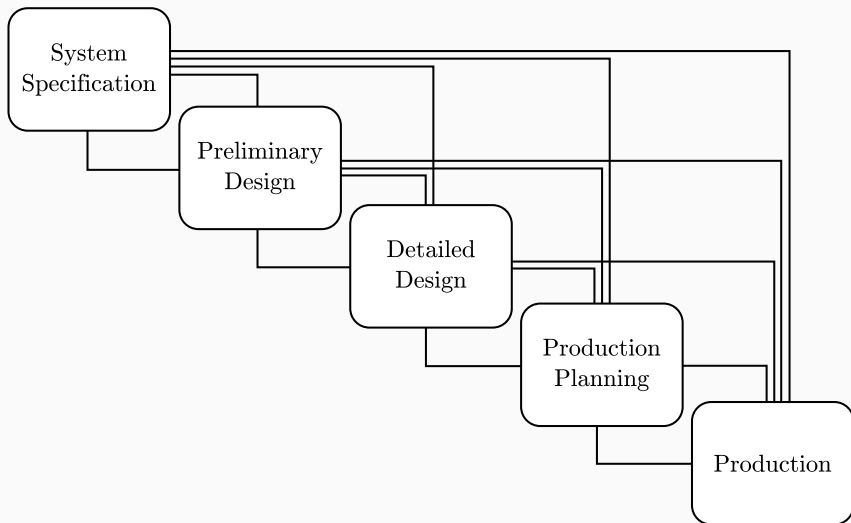 System
Specification
Preliminary
Design
Detailed
Design
Production
Planning
Production